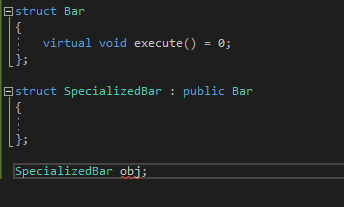 struct Bar
{
    virtual void execute() = 0;
};
struct SpecializedBar : public Bar
{
};
SpecializedBar obj;